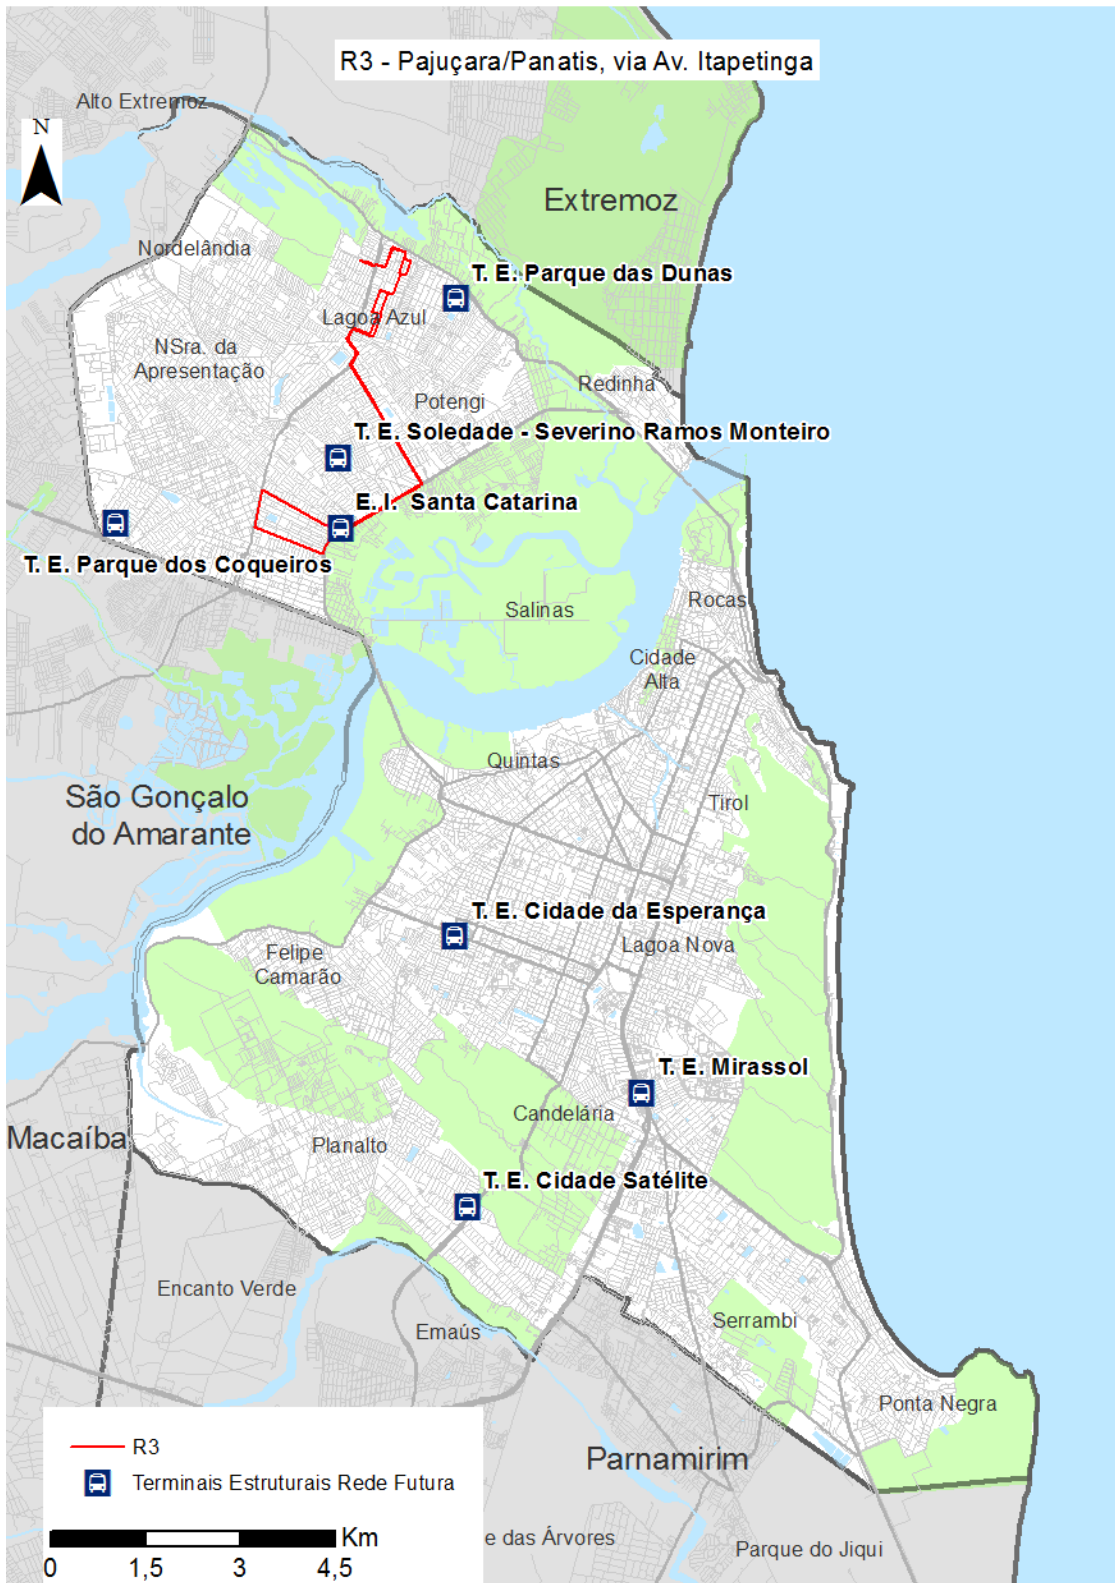 R3 - Pajuçara/Panatis, via Av. Itapetinga
Alto Extremoz
N
Extremoz
Nordelândia
T. E. Parque das Dunas
Lagoa Azul
NSra. da
Apresentação
Redinha
Potengi
T. E. Soledade - Severino Ramos Monteiro
E. I. Santa Catarina
T. E. Parque dos Coqueiros
Salinas
Rocas
Cidade
Alta
Quintas
São Gonçalo
do Amarante
Tirol
T. E. Cidade da Esperança
Lagoa Nova
Felipe
Camarão
T. E. Mirassol
Candelária
Macaíba
Planalto
T. E. Cidade Satélite
Encanto Verde
Emaús
Serrambi
Ponta Negra
Parnamirim
R3
Terminais Estruturais Rede Futura
Km
0 1,5 3 4,5
e das Árvores
Parque do Jiqui